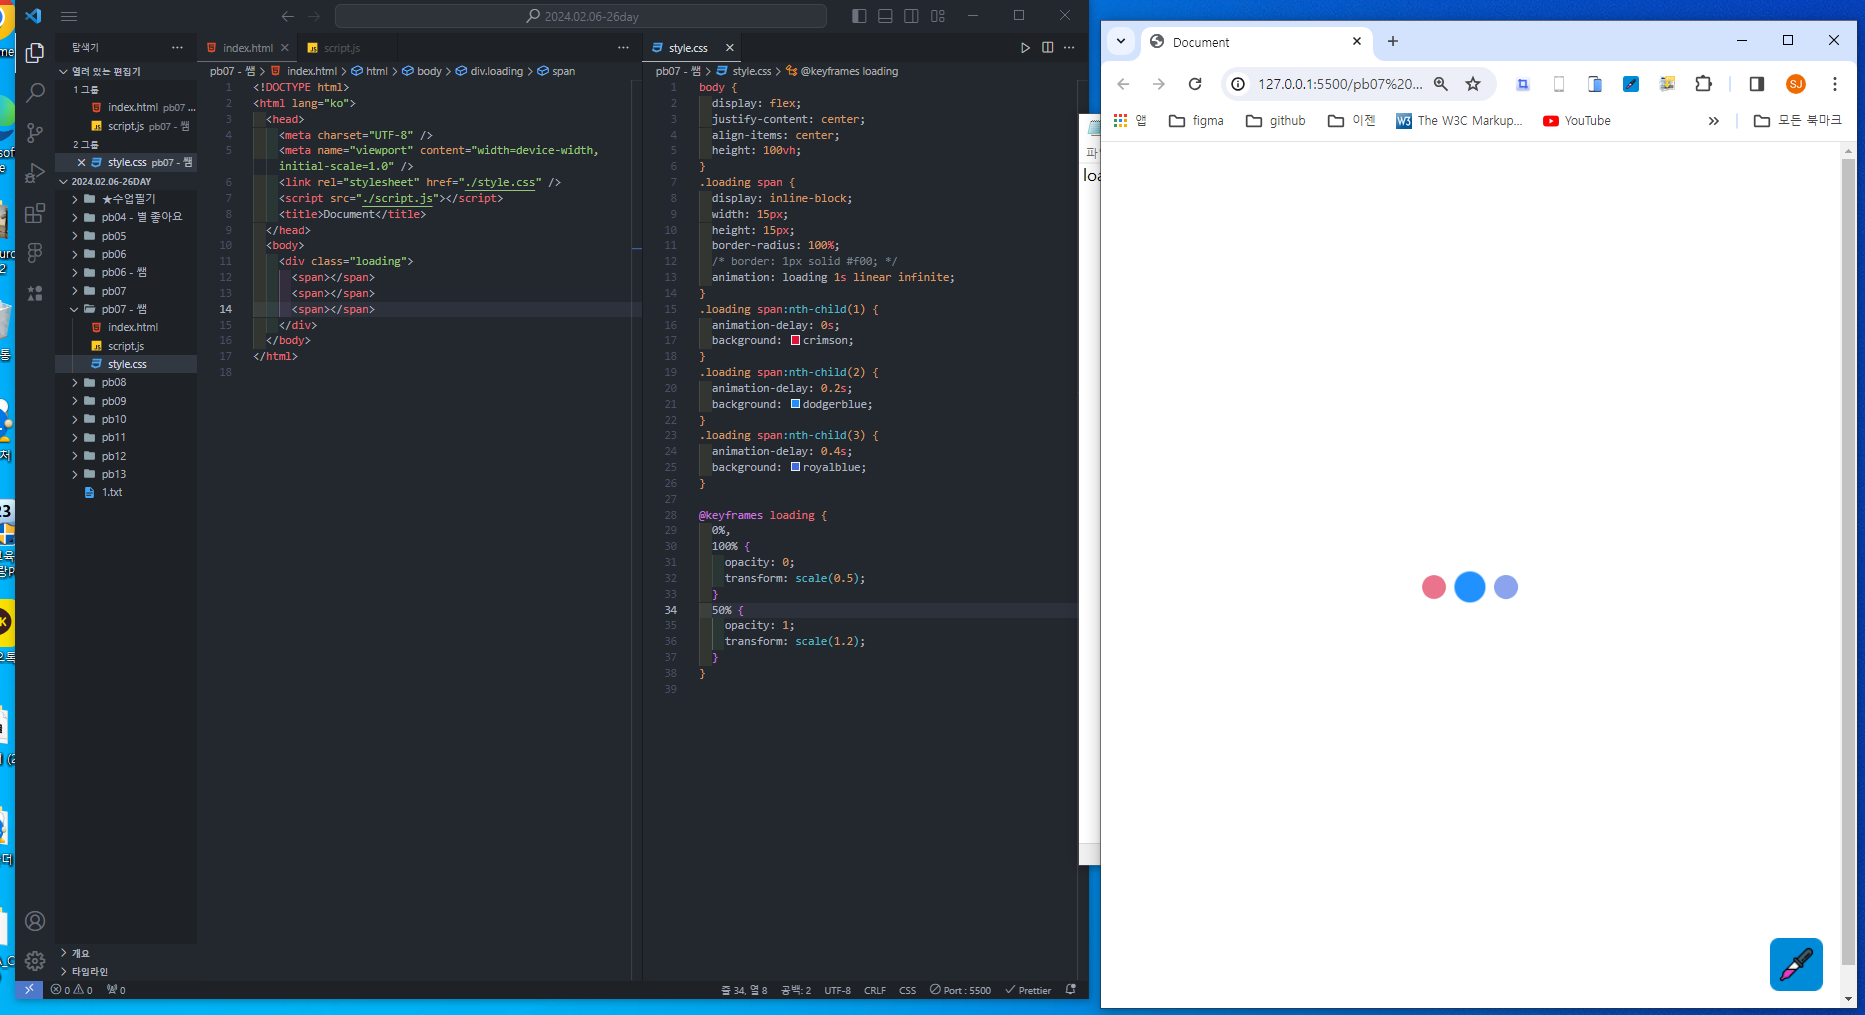 2024.02.06-26day
탐색기
열려 있는 편집기
1 그룹
index.html pb07 ...
script.js pb07 - 쌤
2 그룹
style.css pb07 - 쌤
2024.02.06-26DAY
★수업필기
pb04 - 별 좋아요
pb05
pb06
pb06 - 쌤
pb07
pb07 - 쌤
index.html
script.js
style.css
pb08
pb09
pb10
pb11
pb12
pb13
1.txt
개요
타임라인
index.html
script.js
pb07 - 쌤 > index.html > html > body > div.loading > span
1 <!DOCTYPE html>
2 <html lang="ko">
3 <head>
4 <meta charset="UTF-8" />
5 <meta name="viewport" content="width=device-width,
initial-scale=1.0" />
6 <link rel="stylesheet" href="./style.css" />
7 <script src="./script.js"></script>
8 <title>Document</title>
9 </head>
10 <body>
11 <div class="loading">
12 <span></span>
13 <span></span>
14 <span></span>
15 </div>
16 </body>
17 </html>
18
style.css
pb07 - 쌤 > style.css > @keyframes loading
1 body {
2 display: flex;
3 justify-content: center;
4 align-items: center;
5 height: 100vh;
6 }
7 .loading span {
8 display: inline-block;
9 width: 15px;
10 height: 15px;
11 border-radius: 100%;
12 /* border: 1px solid #f00; */
13 animation: loading 1s linear infinite;
14 }
15 .loading span:nth-child(1) {
16 animation-delay: 0s;
17 background: crimson;
18 }
19 .loading span:nth-child(2) {
20 animation-delay: 0.2s;
21 background: dodgerblue;
22 }
23 .loading span:nth-child(3) {
24 animation-delay: 0.4s;
25 background: royalblue;
26 }
27
28 @keyframes loading {
29 0%,
30 100% {
31 opacity: 0;
32 transform: scale(0.5);
33 }
34 50% {
35 opacity: 1;
36 transform: scale(1.2);
37 }
38 }
39
0 0 0
줄 34, 열 8 공백: 2 UTF-8 CRLF CSS Port : 5500 Prettier
Document
127.0.0.1:5500/pb07%20...
SJ
앱 figma github 이젠 W3 The W3C Markup... YouTube » 모든 북마크
loa